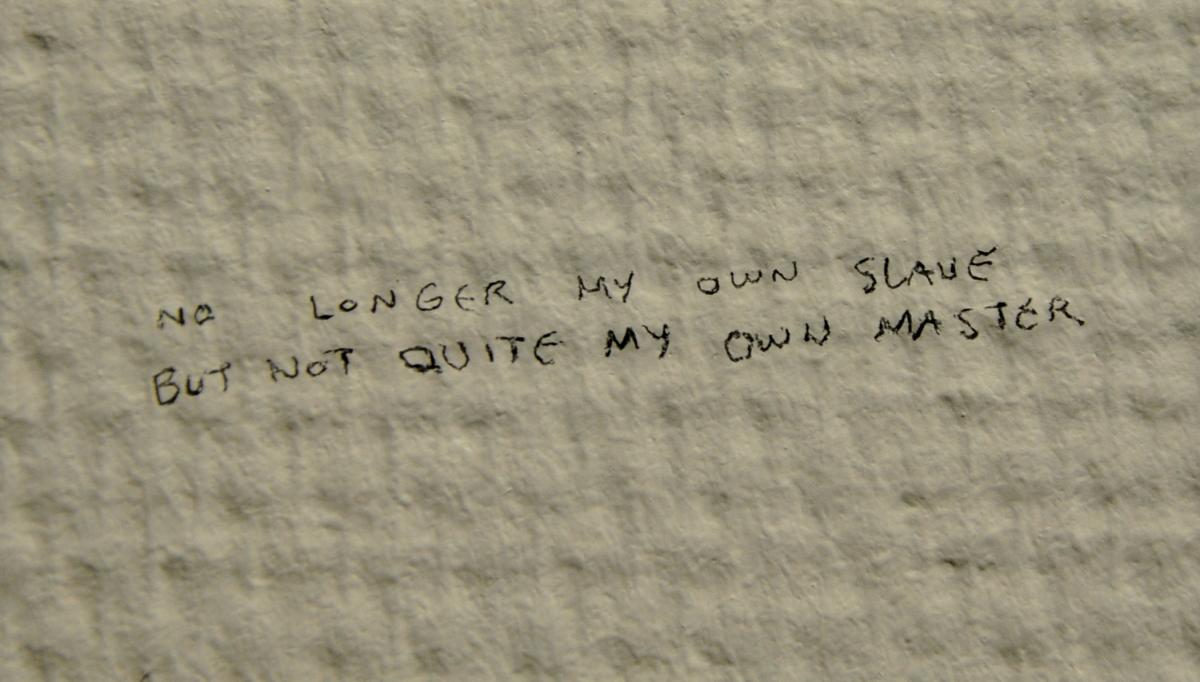 NO LONGER MY OWN SLAVE
BUT NOT QUITE MY OWN MASTER